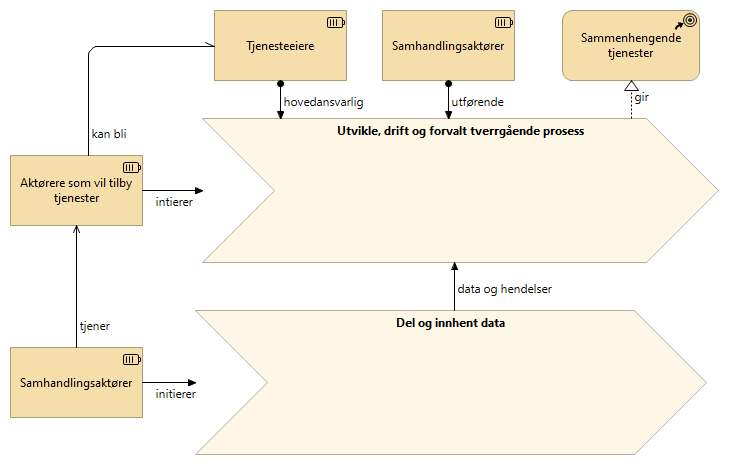 Tjenesteeiere
Samhandlingsaktører
Sammenhengende
tjenester
hovedansvarlig
utførende
gir
kan bli
Utvikle, drift og forvalt tverrgående prosess
Aktørere som vil tilby
tjenester
intierer
data og hendelser
tjener
Del og innhent data
Samhandlingsaktører
initierer